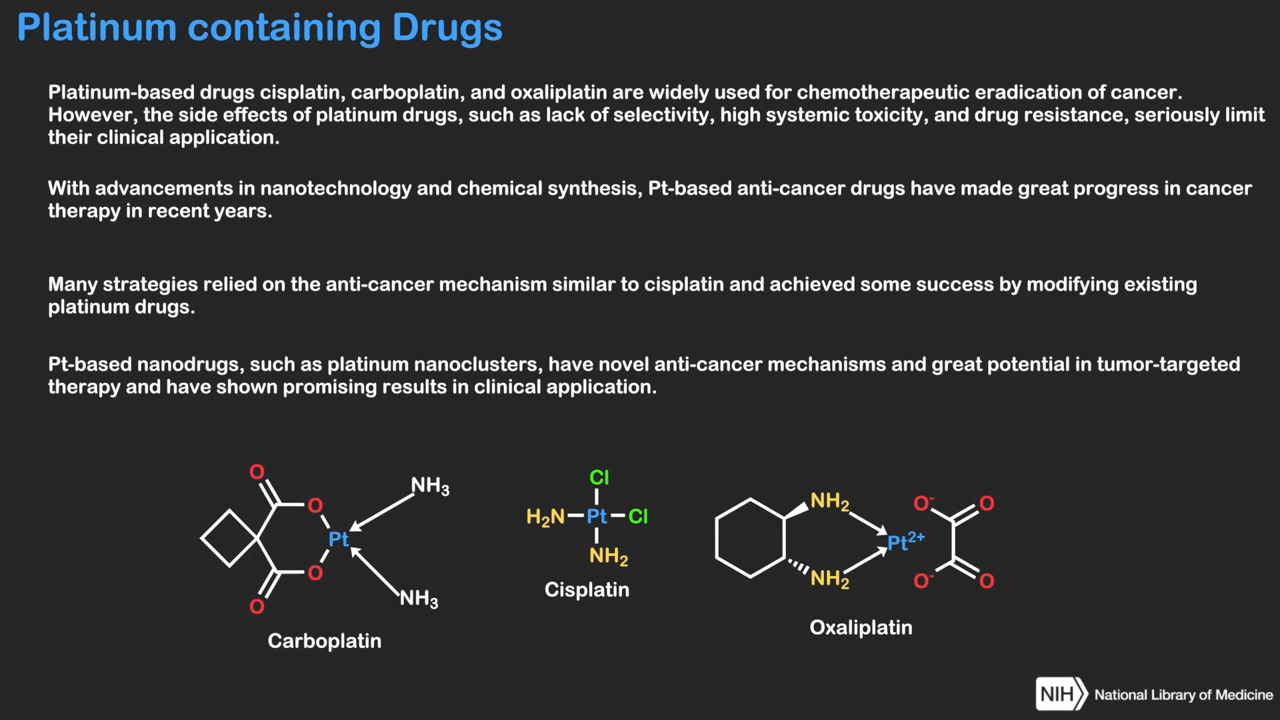 Platinum containing Drugs
Platinum-based drugs cisplatin, carboplatin, and oxaliplatin are widely used for chemotherapeutic eradication of cancer.
However, the side effects of platinum drugs, such as lack of selectivity, high systemic toxicity, and drug resistance, seriously limit
their clinical application.
With advancements in nanotechnology and chemical synthesis, Pt-based anti-cancer drugs have made great progress in cancer
therapy in recent years.
Many strategies relied on the anti-cancer mechanism similar to cisplatin and achieved some success by modifying existing
platinum drugs.
Pt-based nanodrugs, such as platinum nanoclusters, have novel anti-cancer mechanisms and great potential in tumor-targeted
therapy and have shown promising results in clinical application.
O
O
Pt
O
O
NH₃
NH₃
Carboplatin
Cl
H₂N Pt Cl
NH₂
Cisplatin
NH₂
NH₂
Pt²⁺
O⁻ O
O⁻ O
Oxaliplatin
NIH National Library of Medicine